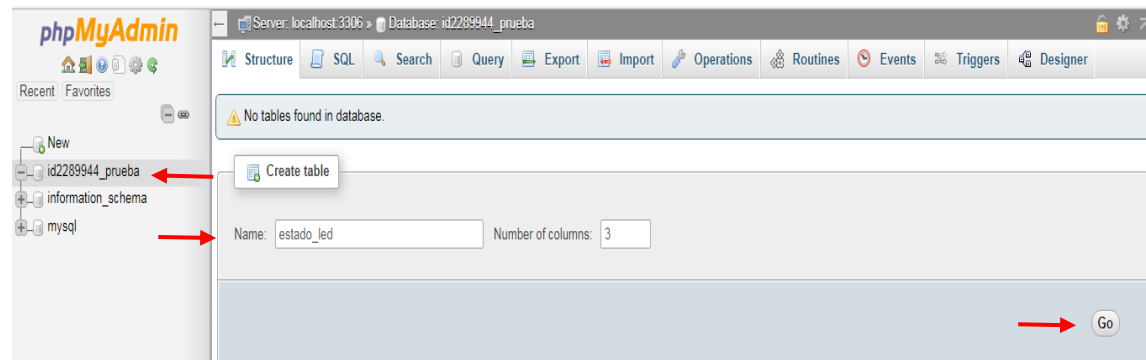 phpMyAdmin
Recent Favorites
New
id2289944_prueba
information_schema
mysql
Server: localhost:3306 » Database: id2289944_prueba
Structure SQL Search Query Export Import Operations Routines Events Triggers Designer
No tables found in database.
Create table
Name: estado_led Number of columns: 3
Go